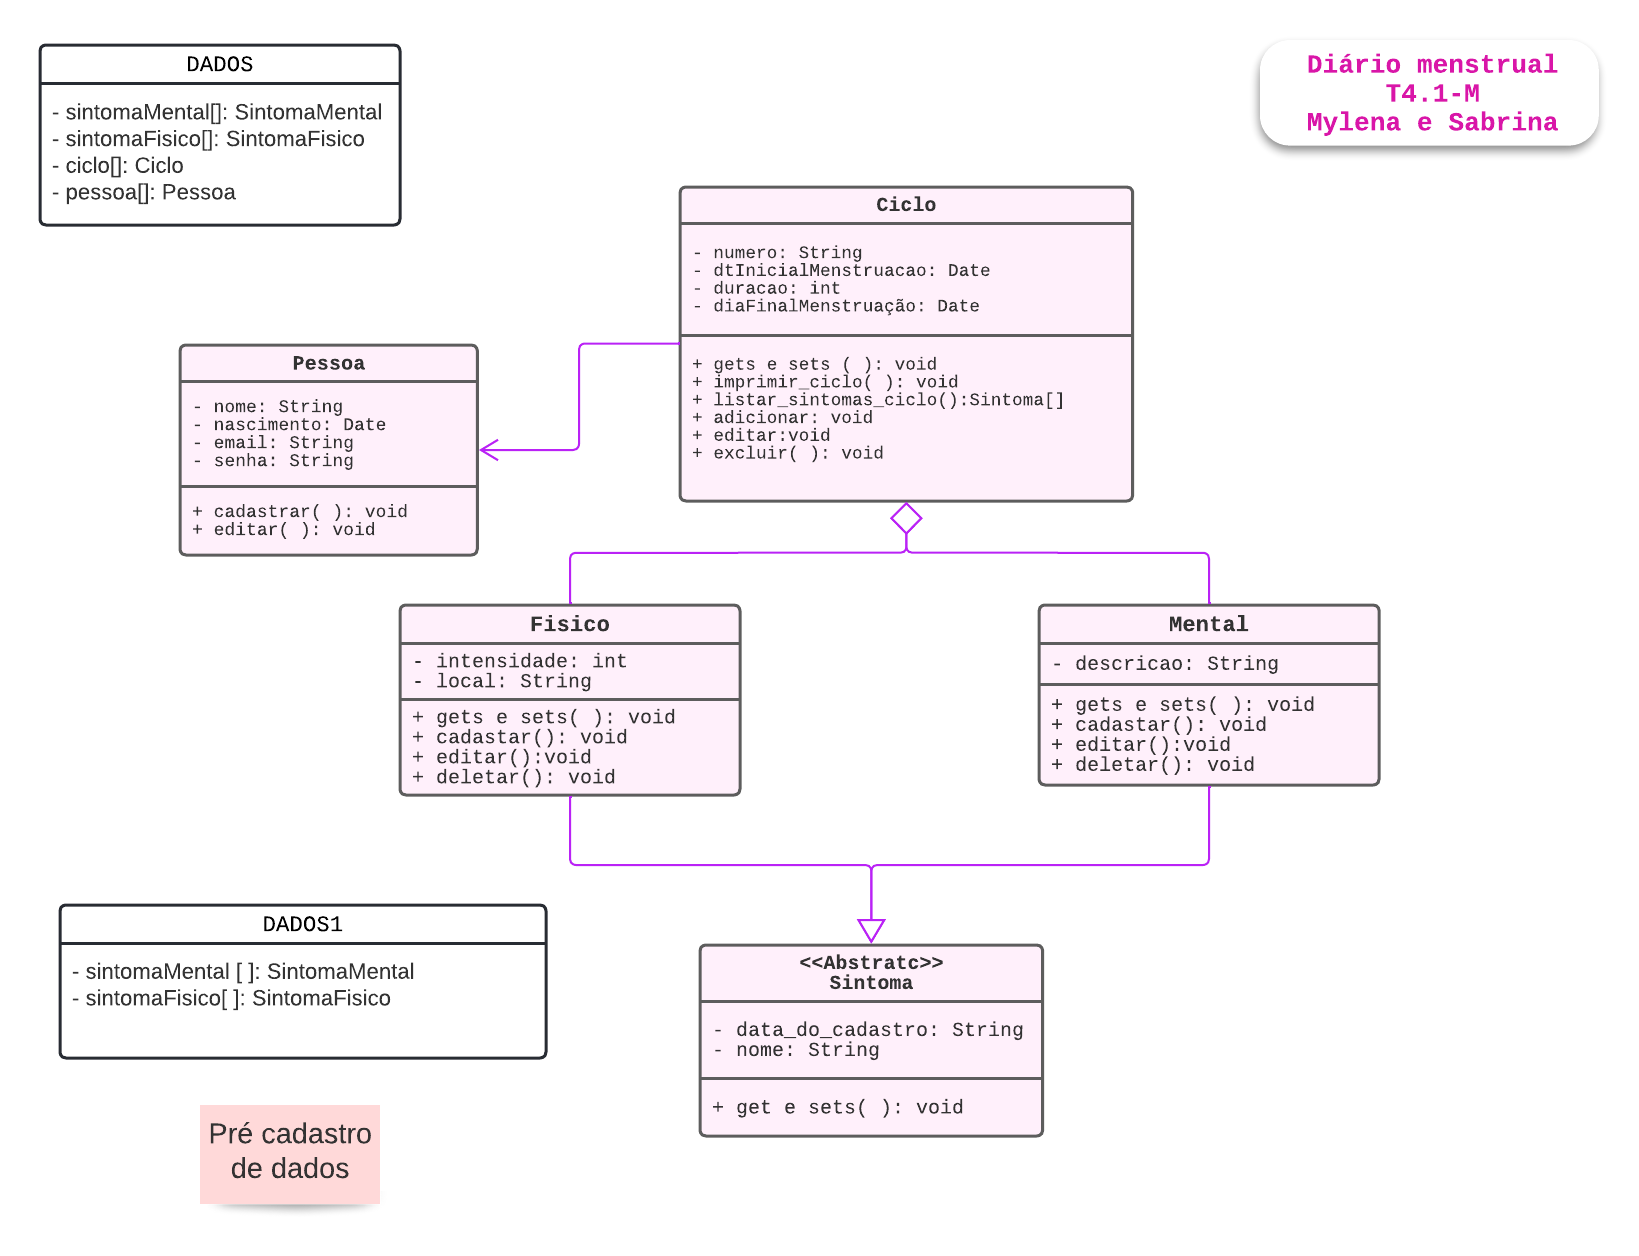 DADOS
- sintomaMental[]: SintomaMental
- sintomaFisico[]: SintomaFisico
- ciclo[]: Ciclo
- pessoa[]: Pessoa
Diário menstrual
T4.1-M
Mylena e Sabrina
Ciclo
- numero: String
- dtInicialMenstruacao: Date
- duracao: int
- diaFinalMenstruação: Date
+ gets e sets ( ): void
+ imprimir_ciclo( ): void
+ listar_sintomas_ciclo():Sintoma[]
+ adicionar: void
+ editar:void
+ excluir( ): void
Pessoa
- nome: String
- nascimento: Date
- email: String
- senha: String
+ cadastrar( ): void
+ editar( ): void
Fisico
- intensidade: int
- local: String
+ gets e sets( ): void
+ cadastar(): void
+ editar():void
+ deletar(): void
Mental
- descricao: String
+ gets e sets( ): void
+ cadastar(): void
+ editar():void
+ deletar(): void
DADOS1
- sintomaMental [ ]: SintomaMental
- sintomaFisico[ ]: SintomaFisico
<<Abstratc>>
Sintoma
- data_do_cadastro: String
- nome: String
+ get e sets( ): void
Pré cadastro
de dados